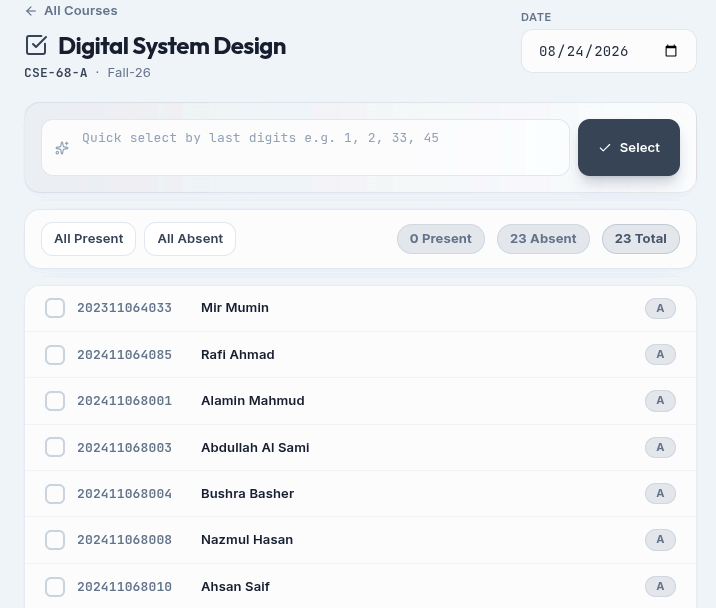 All Courses
DATE
Digital System Design
08/24/2026
CSE-68-A · Fall-26
Quick select by last digits e.g. 1, 2, 33, 45
Select
All Present
All Absent
0 Present
23 Absent
23 Total
202311064033 Mir Mumin A
202411064085 Rafi Ahmad A
202411068001 Alamin Mahmud A
202411068003 Abdullah Al Sami A
202411068004 Bushra Basher A
202411068008 Nazmul Hasan A
202411068010 Ahsan Saif A